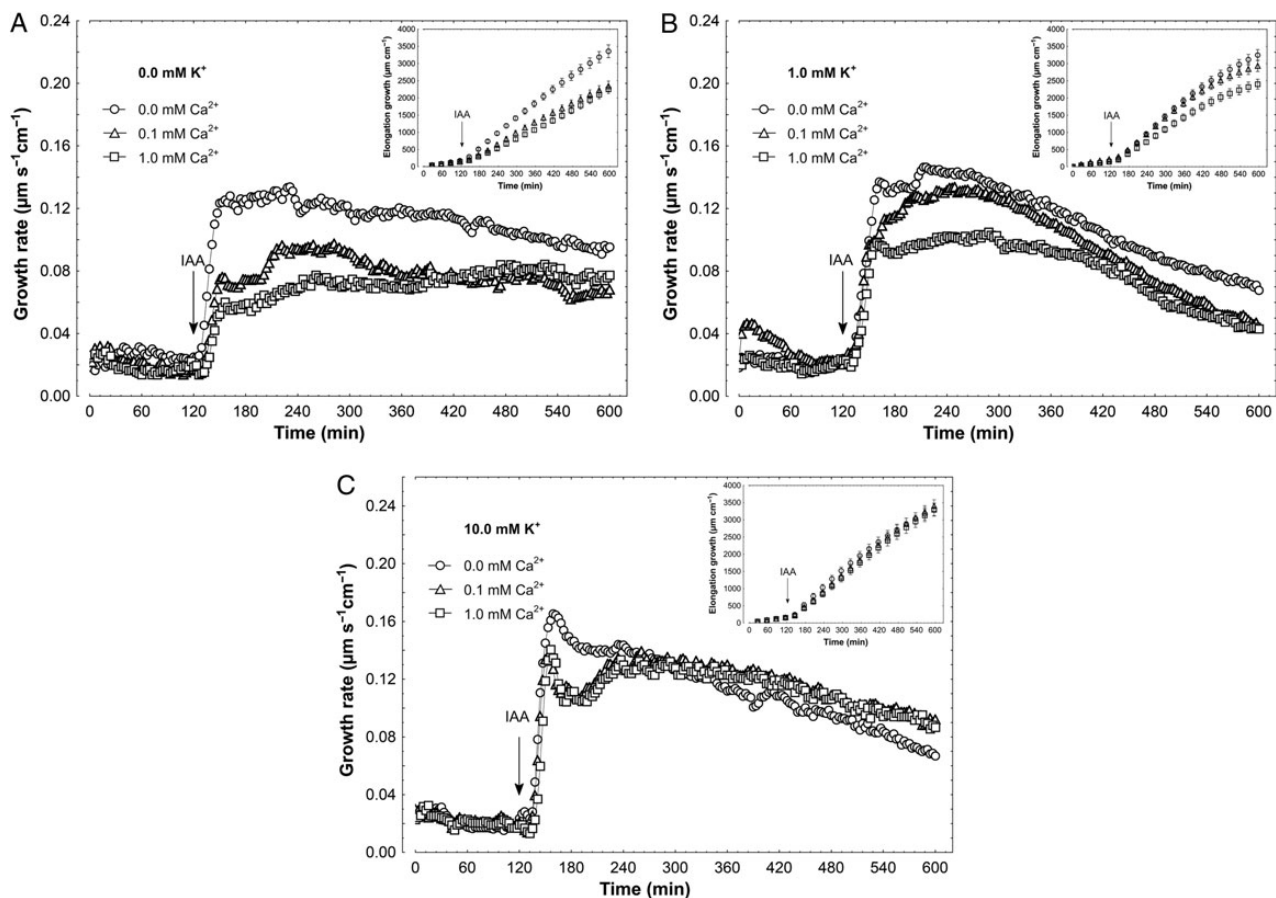 A
0.0 mM K⁺
0.0 mM Ca²⁺
0.1 mM Ca²⁺
1.0 mM Ca²⁺
IAA
Growth rate (µm s⁻¹cm⁻¹)
0.24
0.20
0.16
0.12
0.08
0.04
0.00
0 60 120 180 240 300 360 420 480 540 600
Time (min)
Elongation growth (µm cm⁻¹)
4000
3500
3000
2500
2000
1500
1000
500
0
IAA
0 60 120 180 240 300 360 420 480 540 600
Time (min)
B
1.0 mM K⁺
0.0 mM Ca²⁺
0.1 mM Ca²⁺
1.0 mM Ca²⁺
IAA
Growth rate (µm s⁻¹cm⁻¹)
0.24
0.20
0.16
0.12
0.08
0.04
0.00
0 60 120 180 240 300 360 420 480 540 600
Time (min)
Elongation growth (µm cm⁻¹)
4000
3500
3000
2500
2000
1500
1000
500
0
IAA
0 60 120 180 240 300 360 420 480 540 600
Time (min)
C
10.0 mM K⁺
0.0 mM Ca²⁺
0.1 mM Ca²⁺
1.0 mM Ca²⁺
IAA
Growth rate (µm s⁻¹cm⁻¹)
0.24
0.20
0.16
0.12
0.08
0.04
0.00
0 60 120 180 240 300 360 420 480 540 600
Time (min)
Elongation growth (µm cm⁻¹)
4000
3500
3000
2500
2000
1500
1000
500
0
IAA
0 60 120 180 240 300 360 420 480 540 600
Time (min)